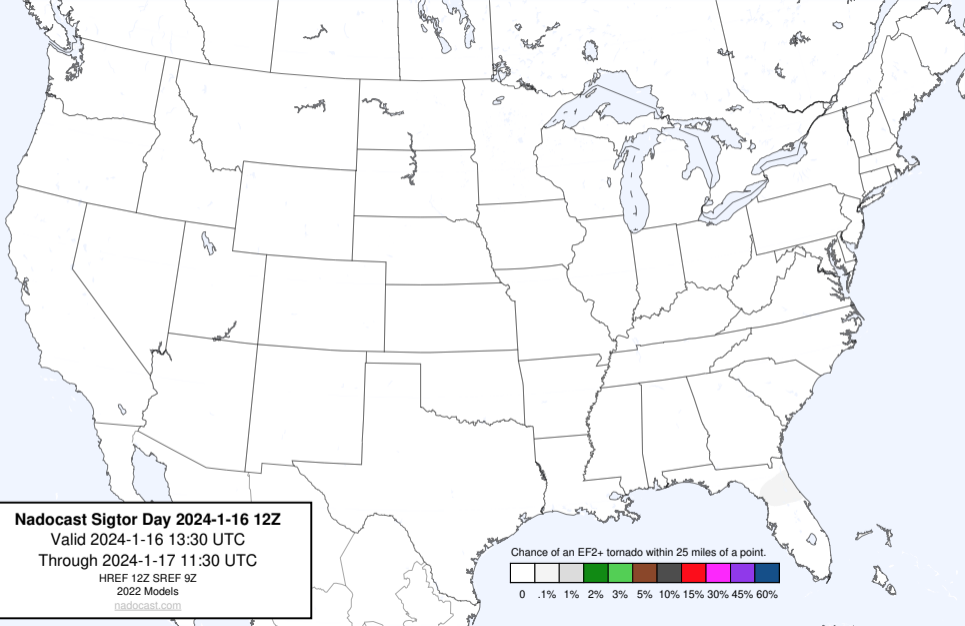 Nadocast Sigtor Day 2024-1-16 12Z
Valid 2024-1-16 13:30 UTC
Through 2024-1-17 11:30 UTC
HREF 12Z SREF 9Z
2022 Models
nadocast.com
Chance of an EF2+ tornado within 25 miles of a point.
0 .1% 1% 2% 3% 5% 10% 15% 30% 45% 60%